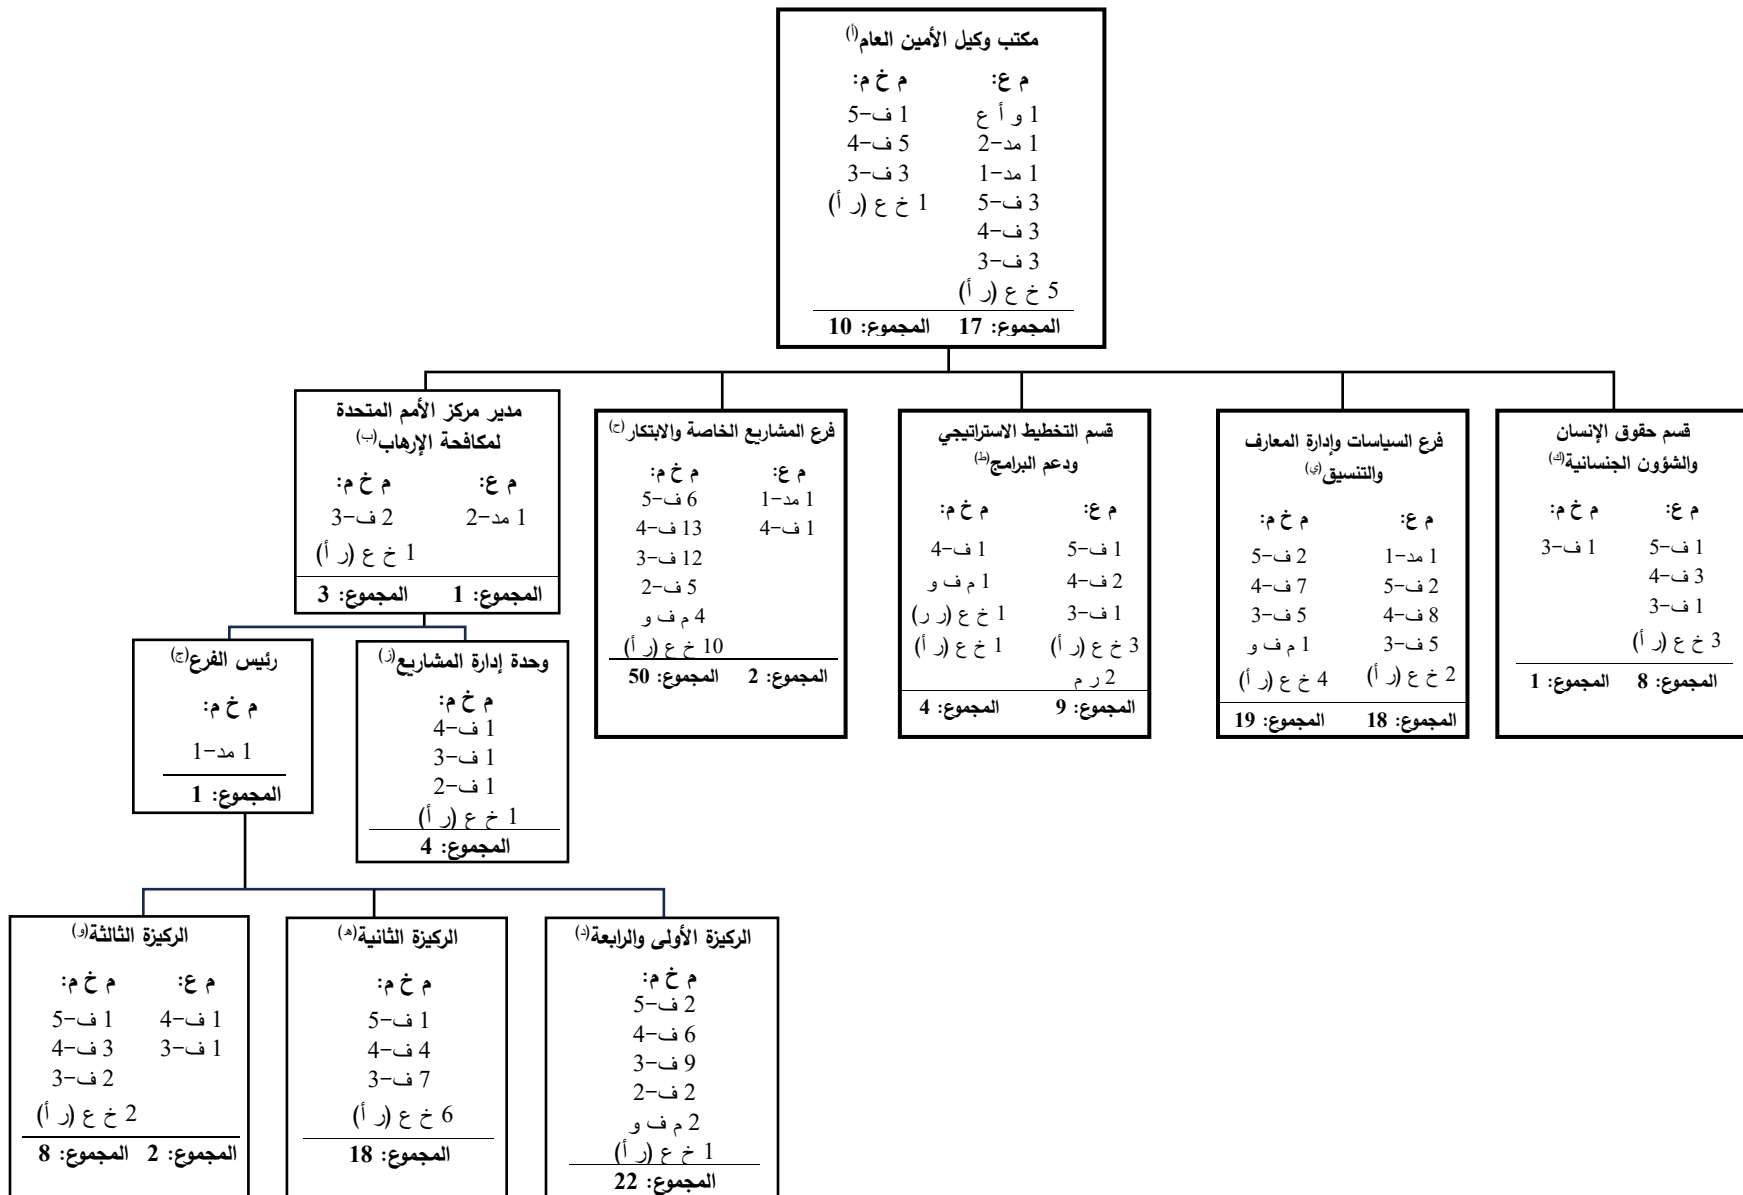 مكتب وكيل الأمين العام(أ)
م ع: م خ م:
1 و أ ع 1 ف-5
1 مد-2 5 ف-4
1 مد-1 3 ف-3
3 ف-5 1 خ ع (ر أ)
3 ف-4
3 ف-3
5 خ ع (ر أ)
المجموع: 17 المجموع: 10
قسم حقوق الإنسان
والشؤون الجنسانية(ك)
م ع: م خ م:
1 ف-5 1 ف-3
3 ف-4
1 ف-3
3 خ ع (ر أ)
المجموع: 8 المجموع: 1
فرع السياسات وإدارة المعارف
والتنسيق(ي)
م ع: م خ م:
1 مد-1 2 ف-5
2 ف-5 7 ف-4
8 ف-4 5 ف-3
5 ف-3 1 م ف و
2 خ ع (ر أ) 4 خ ع (ر أ)
المجموع: 18 المجموع: 19
قسم التخطيط الاستراتيجي
ودعم البرامج(ط)
م ع: م خ م:
1 ف-5 1 ف-4
2 ف-4 1 م ف و
1 ف-3 1 خ ع (ر ر)
3 خ ع (ر أ) 1 خ ع (ر أ)
2 ر م
المجموع: 9 المجموع: 4
فرع المشاريع الخاصة والابتكار(ح)
م ع: م خ م:
1 مد-1 6 ف-5
1 ف-4 13 ف-4
12 ف-3
5 ف-2
4 م ف و
10 خ ع (ر أ)
المجموع: 2 المجموع: 50
مدير مركز الأمم المتحدة
لمكافحة الإرهاب(ب)
م ع: م خ م:
1 مد-2 2 ف-3
1 خ ع (ر أ)
المجموع: 1 المجموع: 3
وحدة إدارة المشاريع(ز)
م خ م:
1 ف-4
1 ف-3
1 ف-2
1 خ ع (ر أ)
المجموع: 4
رئيس الفرع(ج)
م خ م:
1 مد-1
المجموع: 1
الركيزة الأولى والرابعة(د)
م خ م:
2 ف-5
6 ف-4
9 ف-3
2 ف-2
2 م ف و
1 خ ع (ر أ)
المجموع: 22
الركيزة الثانية(ه)
م خ م:
1 ف-5
4 ف-4
7 ف-3
6 خ ع (ر أ)
المجموع: 18
الركيزة الثالثة(و)
م ع: م خ م:
1 ف-4 1 ف-5
1 ف-3 3 ف-4
2 ف-3
2 خ ع (ر أ)
المجموع: 2 المجموع: 8